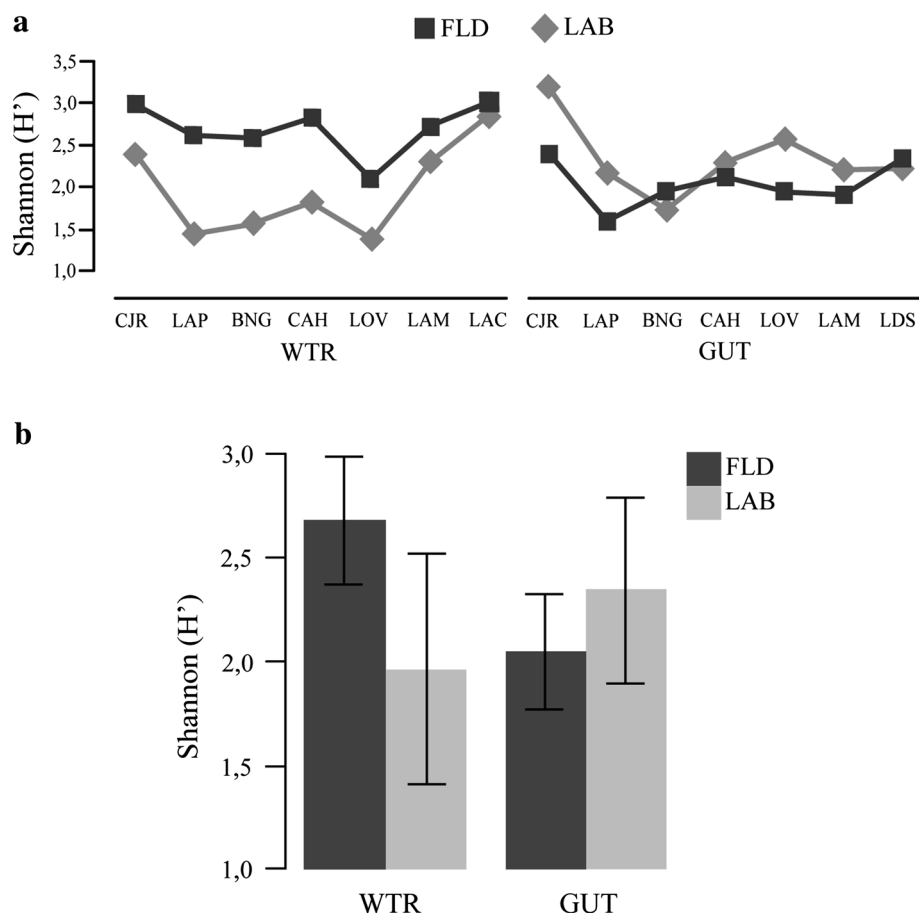 a
FLD LAB
Shannon (H')
3,5
3,0
2,5
2,0
1,5
1,0
CJR LAP BNG CAH LOV LAM LAC
WTR
CJR LAP BNG CAH LOV LAM LDS
GUT
b
FLD
LAB
Shannon (H')
3,0
2,5
2,0
1,5
1,0
WTR GUT